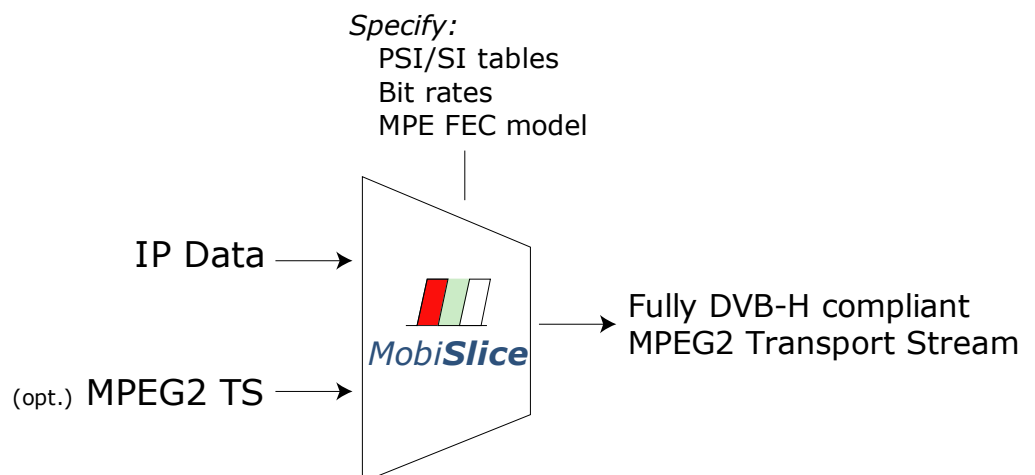 Specify:
PSI/SI tables
Bit rates
MPE FEC model
IP Data
MobiSlice
(opt.) MPEG2 TS
Fully DVB-H compliant
MPEG2 Transport Stream